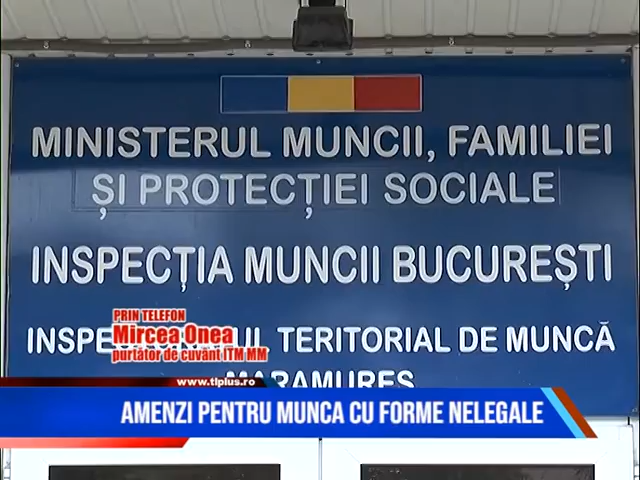 MINISTERUL MUNCII, FAMILIEI
ȘI PROTECȚIEI SOCIALE
INSPECȚIA MUNCII BUCUREȘTI
PRIN TELEFON
Mircea Onea
purtător de cuvânt ITM MM
TERITORIAL DE MUNCĂ
MARAMUREȘ
www.tlplus.ro
AMENZI PENTRU MUNCA CU FORME NELEGALE